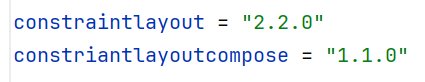 constraintlayout = "2.2.0"
constriantlayoutcompose = "1.1.0"